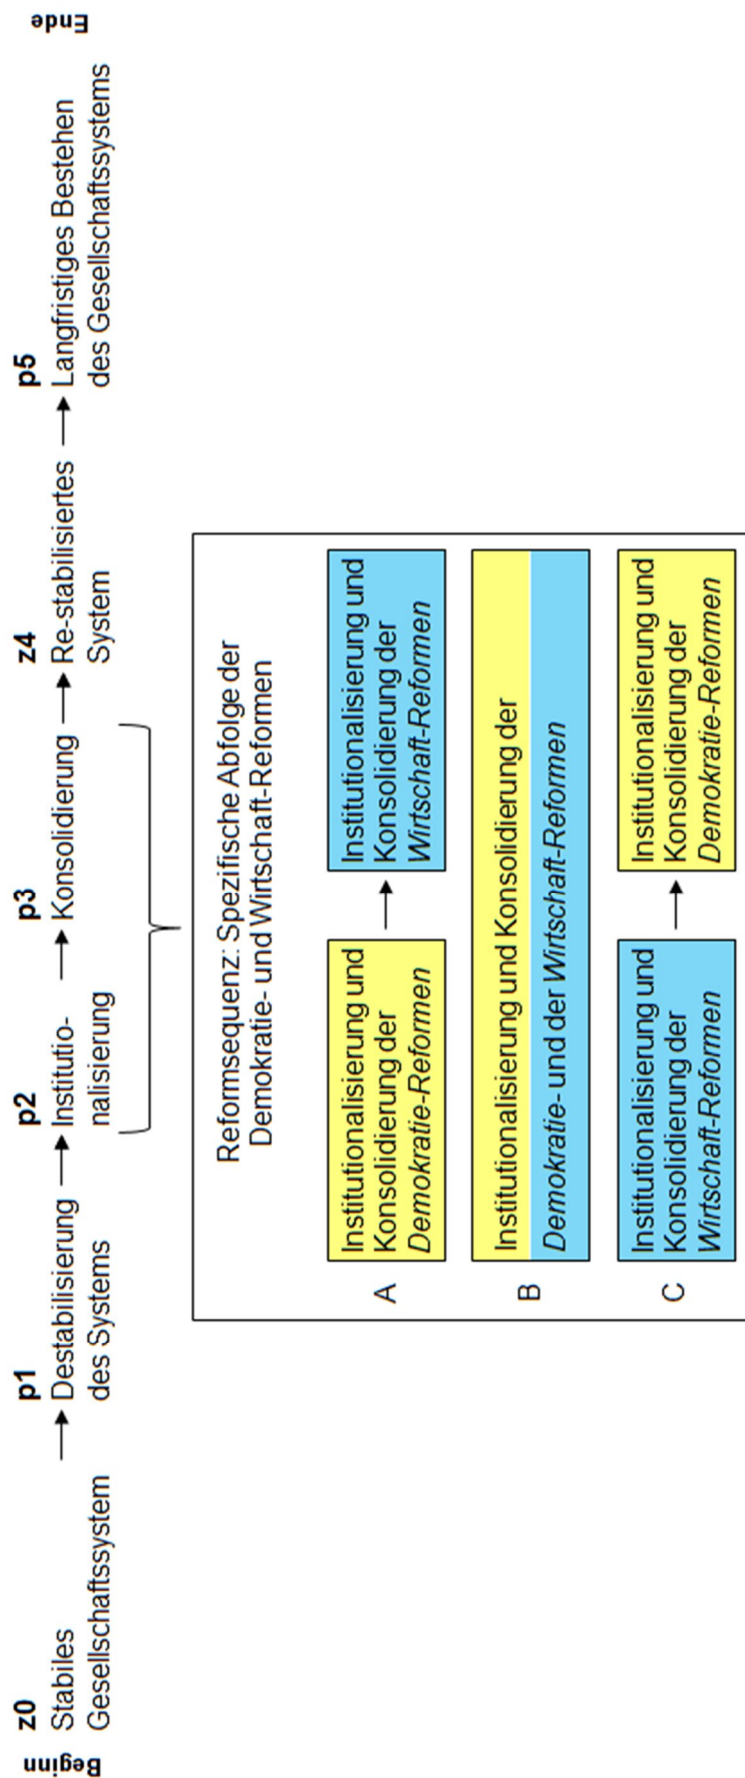 Beginn
z0
Stabiles
Gesellschaftssystem
p1
Destabilisierung
des Systems
p2
Institutio-
nalisierung
p3
Konsolidierung
z4
Re-stabilisiertes
System
p5
Langfristiges Bestehen
des Gesellschaftssystems
Ende
Reformsequenz: Spezifische Abfolge der
Demokratie- und Wirtschaft-Reformen
A
Institutionalisierung und
Konsolidierung der
Demokratie-Reformen
Institutionalisierung und
Konsolidierung der
Wirtschaft-Reformen
B
Institutionalisierung und Konsolidierung der
Demokratie- und der Wirtschaft-Reformen
C
Institutionalisierung und
Konsolidierung der
Wirtschaft-Reformen
Institutionalisierung und
Konsolidierung der
Demokratie-Reformen